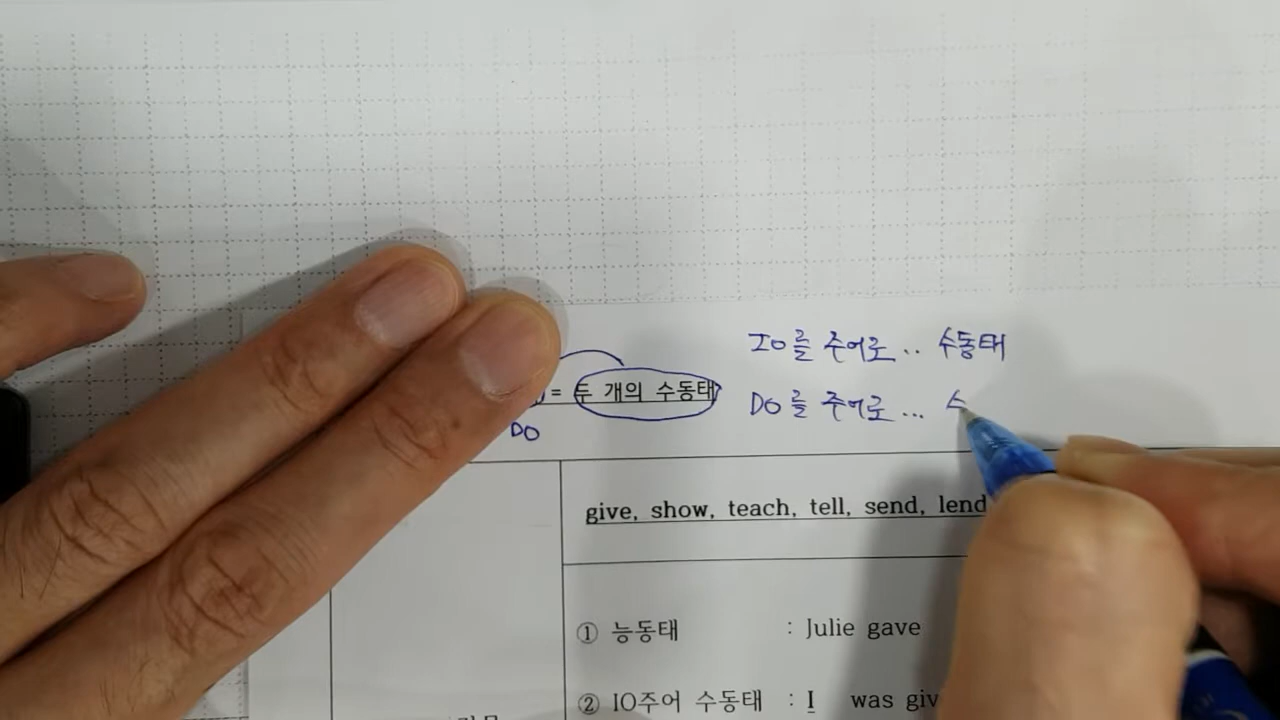 IO를 주어로.. 수동태
= 두 개의 수동태
DO를 주어로...
DO
give, show, teach, tell, send, lend
① 능동태 : Julie gave
② IO주어 수동태 : I was giv